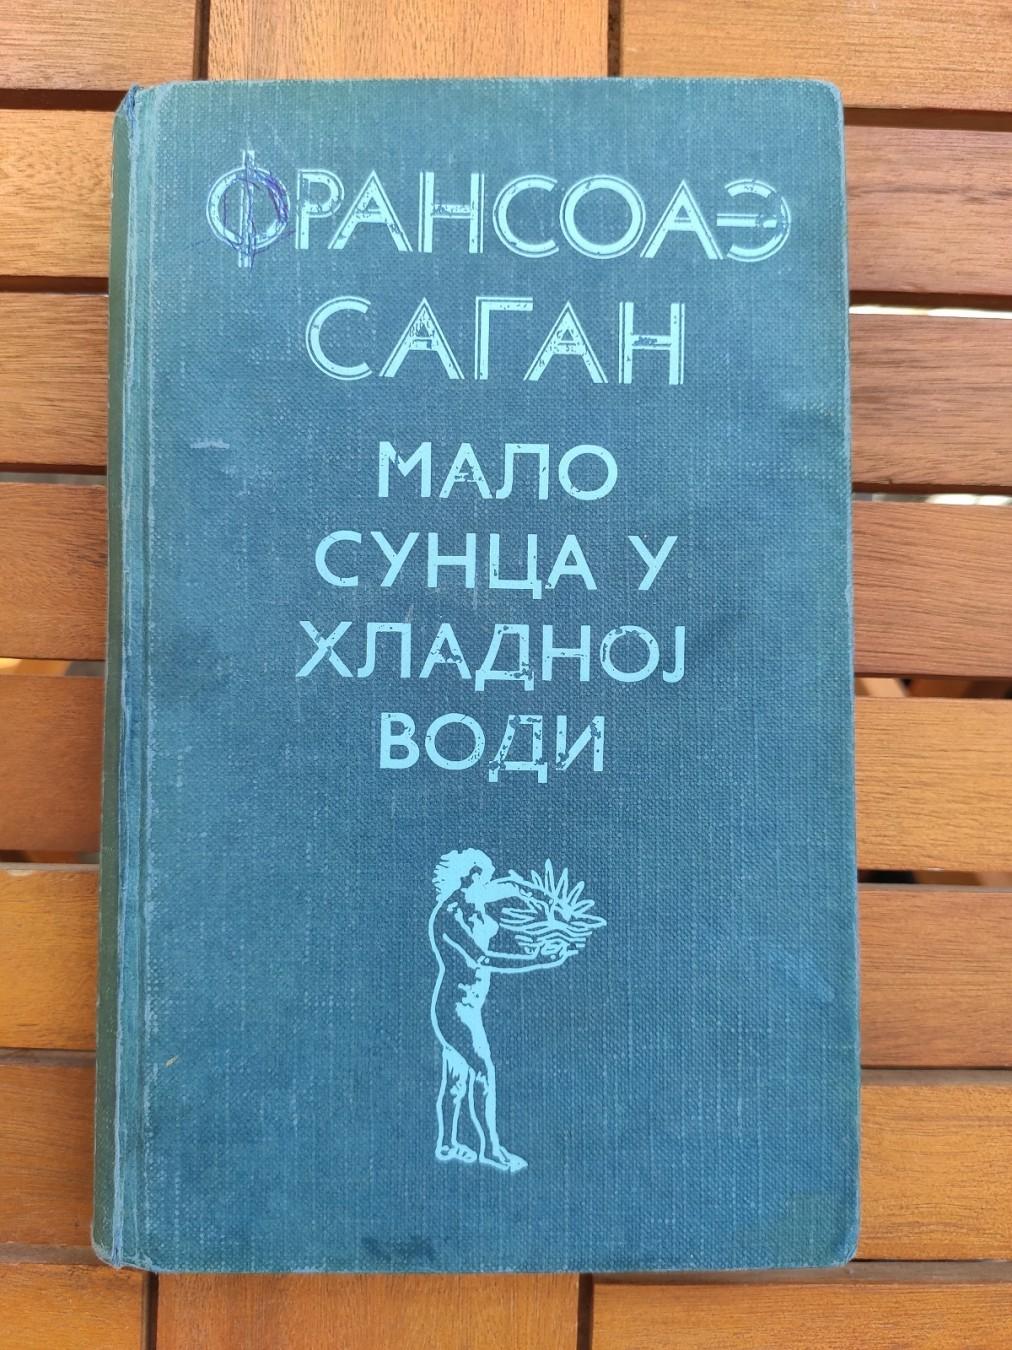 ФРАНСОАЭ
САГАН
МАЛО
СУНЦА У
ХЛАДНОЈ
ВОДИ